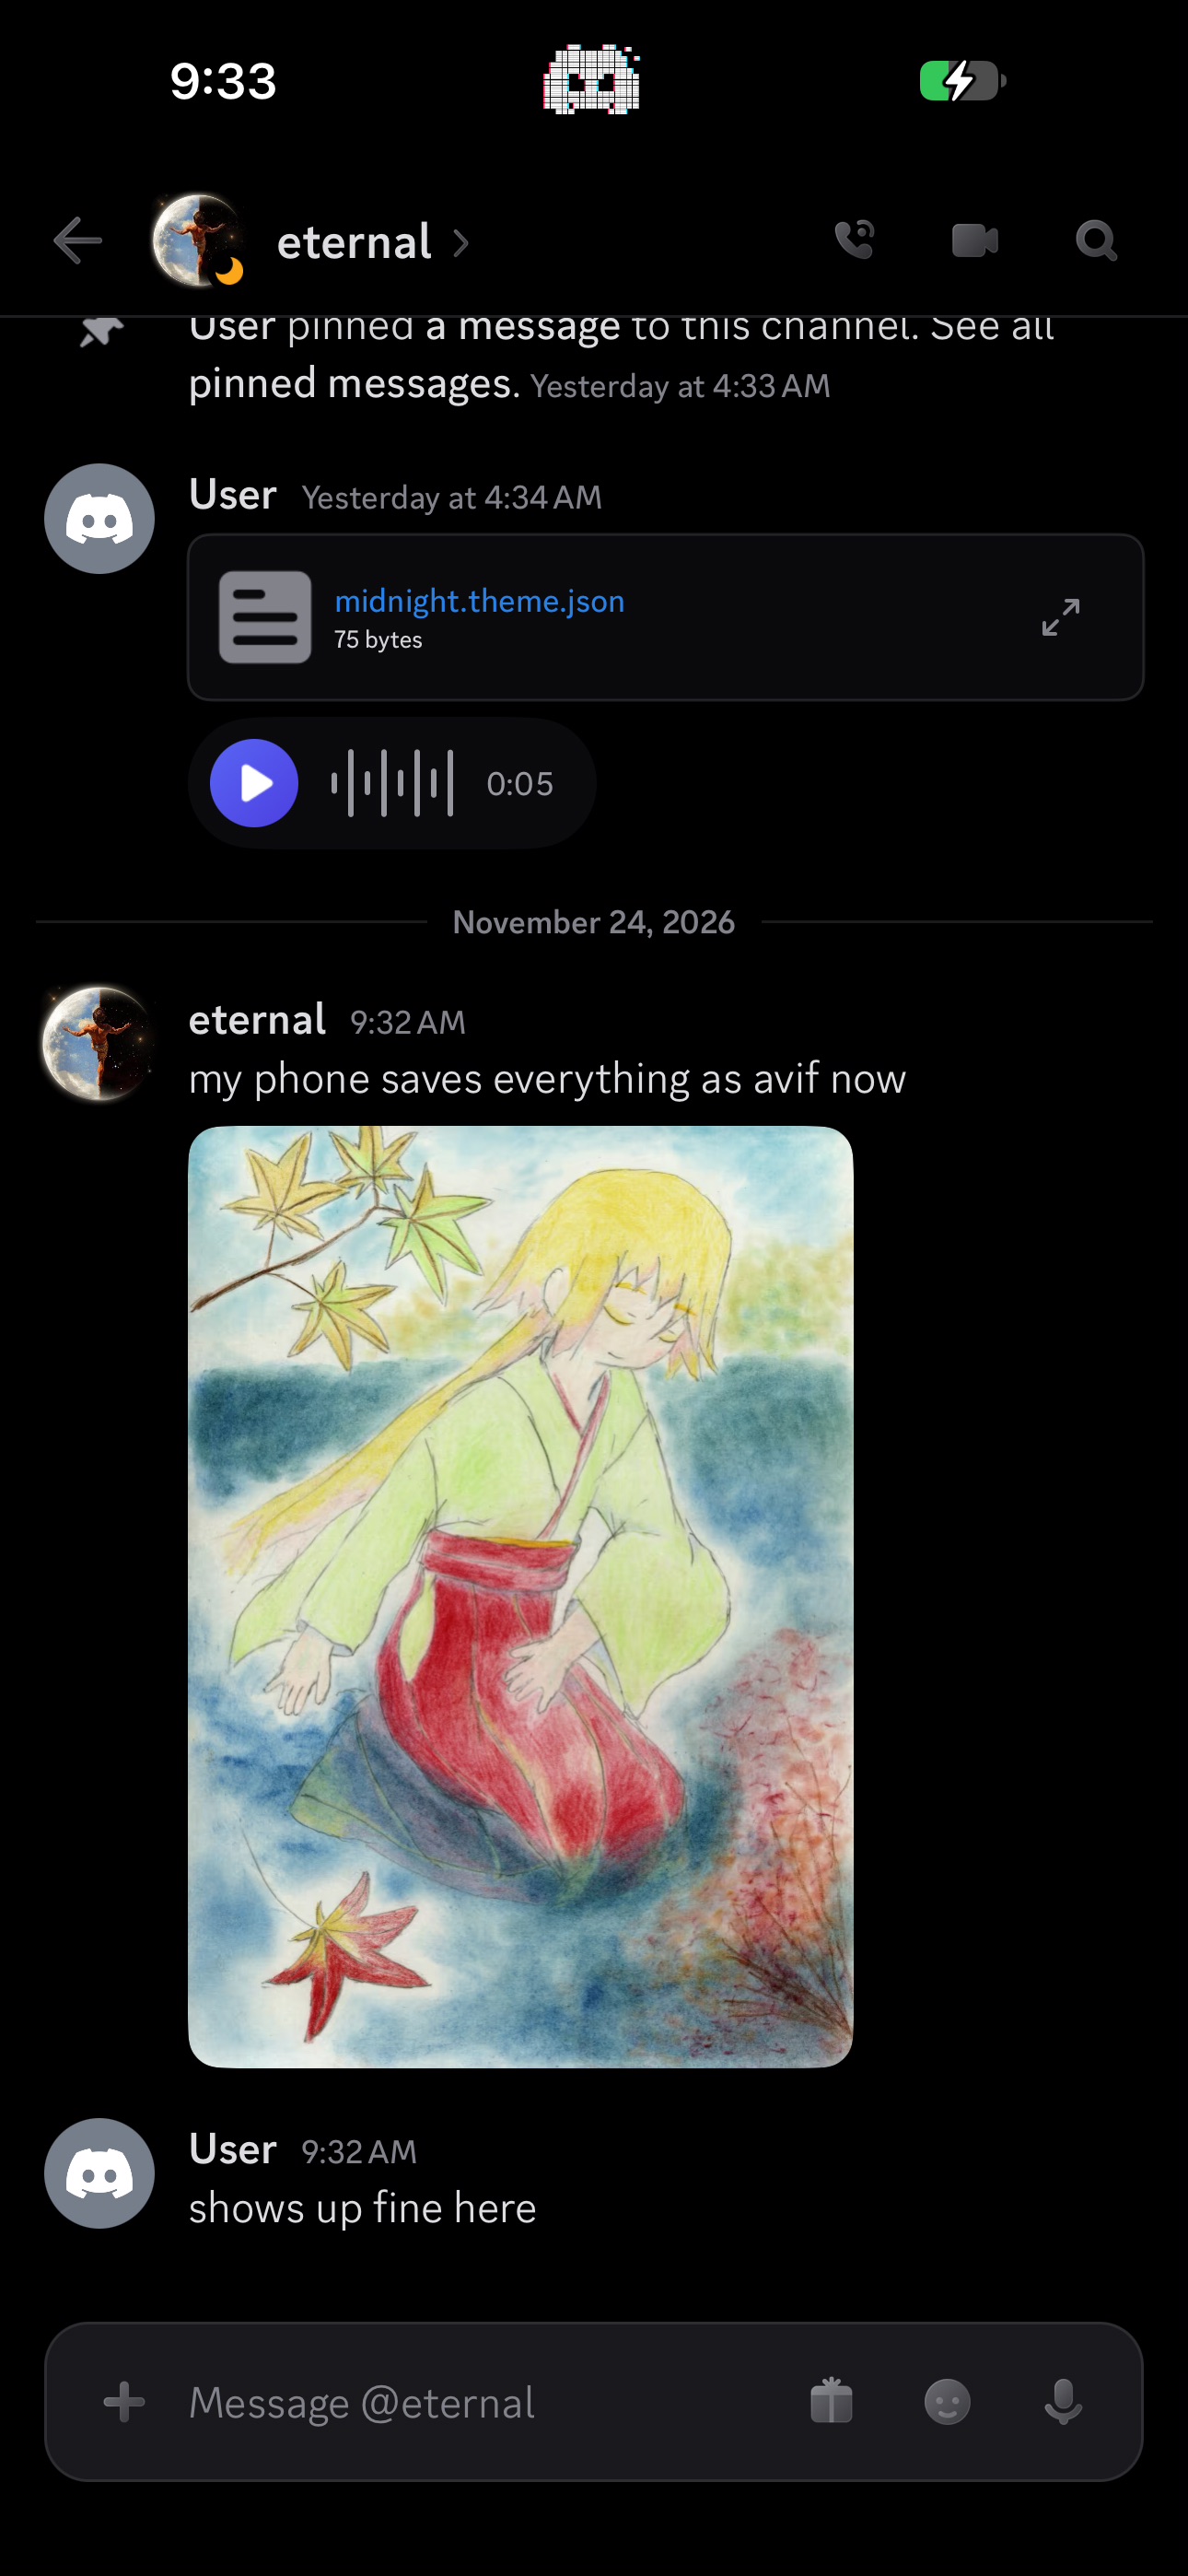 9:33
eternal
User pinned a message to this channel. See all
pinned messages. Yesterday at 4:33 AM
User Yesterday at 4:34 AM
midnight.theme.json
75 bytes
0:05
November 24, 2026
eternal 9:32 AM
my phone saves everything as avif now
User 9:32 AM
shows up fine here
Message @eternal